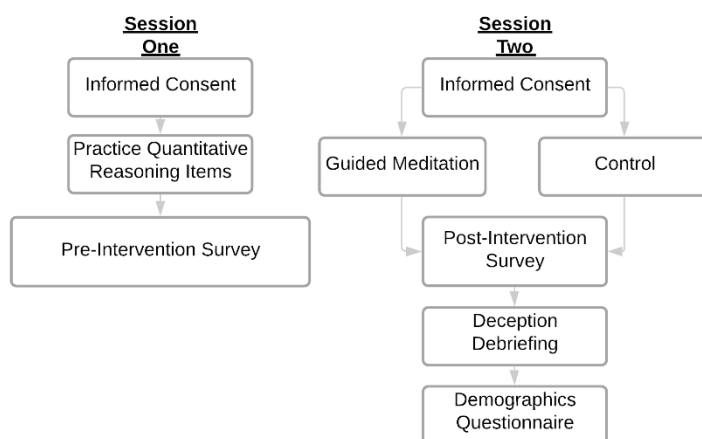 Session
One
Informed Consent
Practice Quantitative
Reasoning Items
Pre-Intervention Survey
Session
Two
Informed Consent
Guided Meditation
Control
Post-Intervention
Survey
Deception
Debriefing
Demographics
Questionnaire